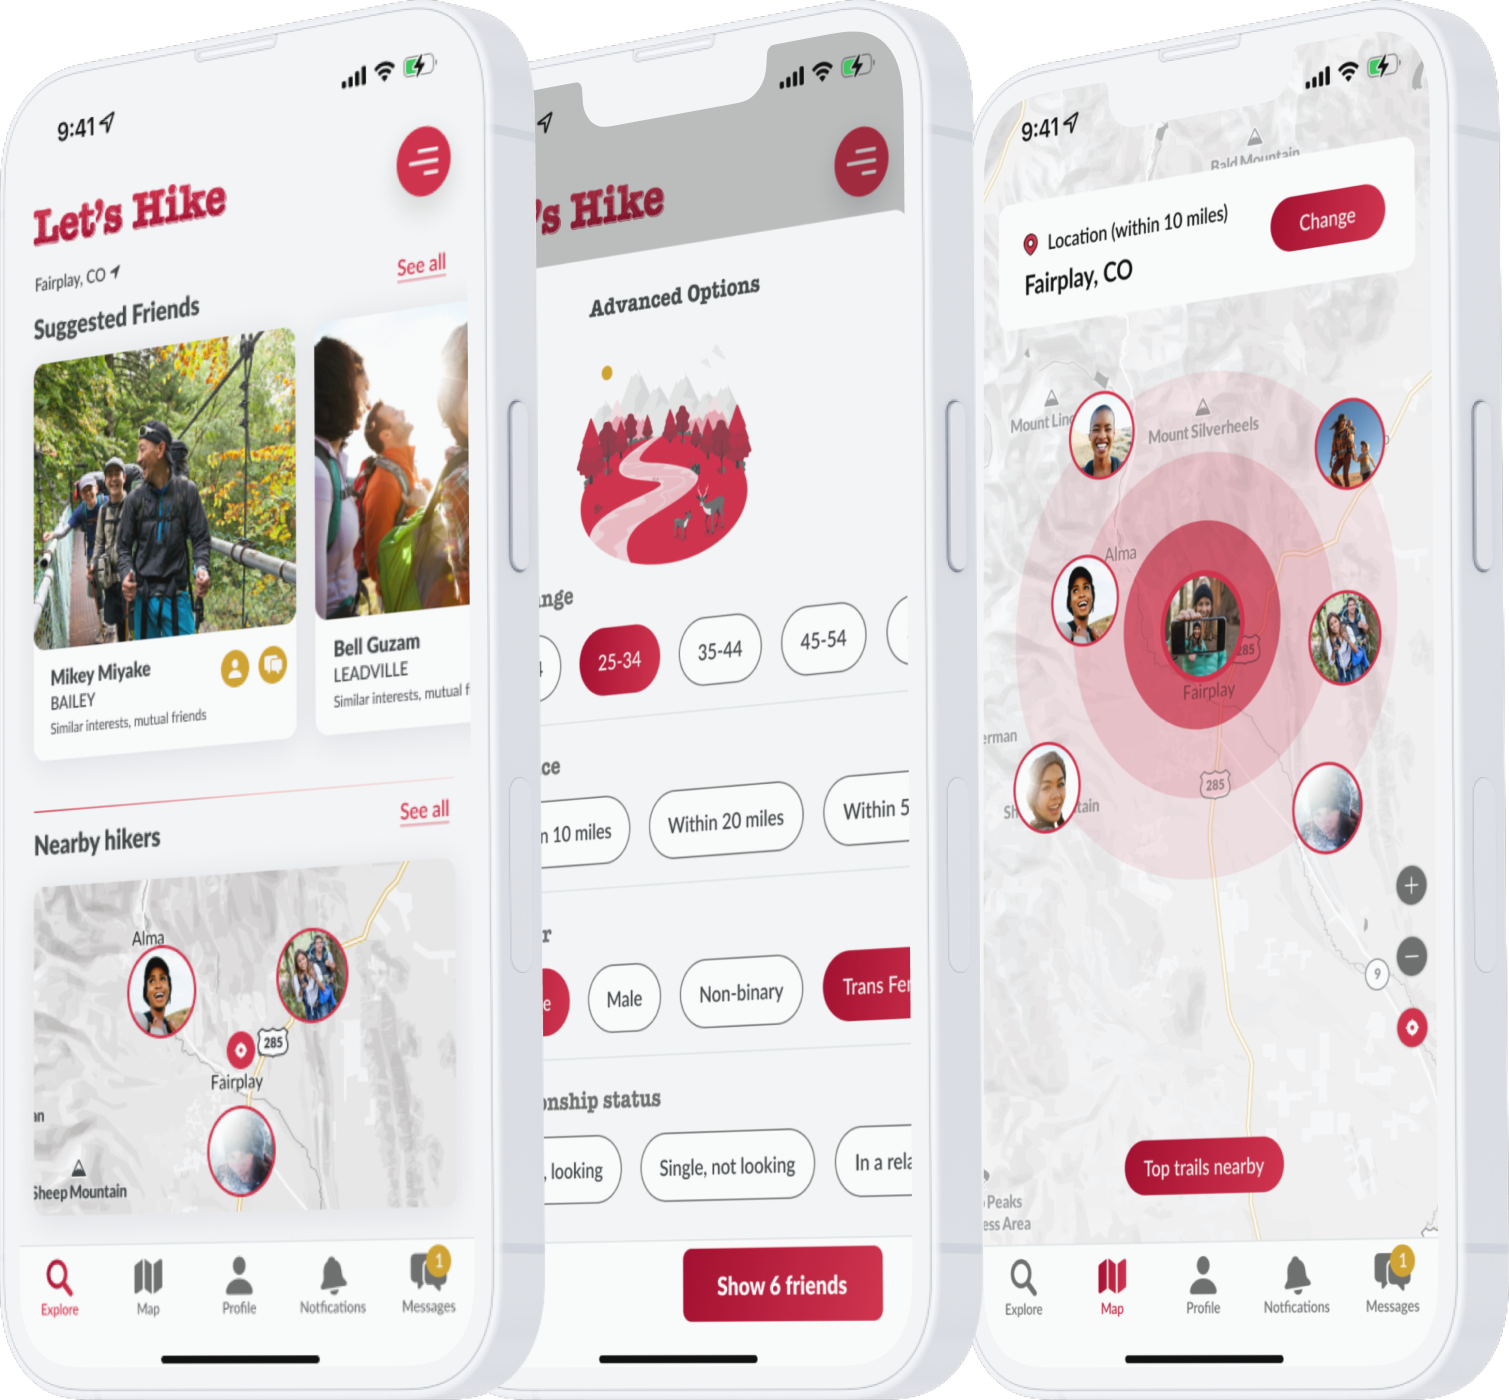 9:41
Let's Hike
Fairplay, CO
See all
Suggested Friends
Mikey Miyake
BAILEY
Similar interests, mutual friends
Bell Guzam
LEADVILLE
Similar interests, mutual f
See all
Nearby hikers
Alma
285
Fairplay
an
Sheep Mountain
Explore
Map
Profile
Notfications
1
Messages
's Hike
Advanced Options
nge
4
25-34
35-44
45-54
ce
n 10 miles
Within 20 miles
Within 5
r
e
Male
Non-binary
Trans Fer
onship status
, looking
Single, not looking
In a rela
Show 6 friends
9:41
Bald Mountain
Location (within 10 miles)
Fairplay, CO
Change
Mount Linc
Mount Silverheels
Alma
285
Fairplay
erman
285
Sh
tain
9
Top trails nearby
Peaks
ess Area
Explore
Map
Profile
Notfications
1
Messages